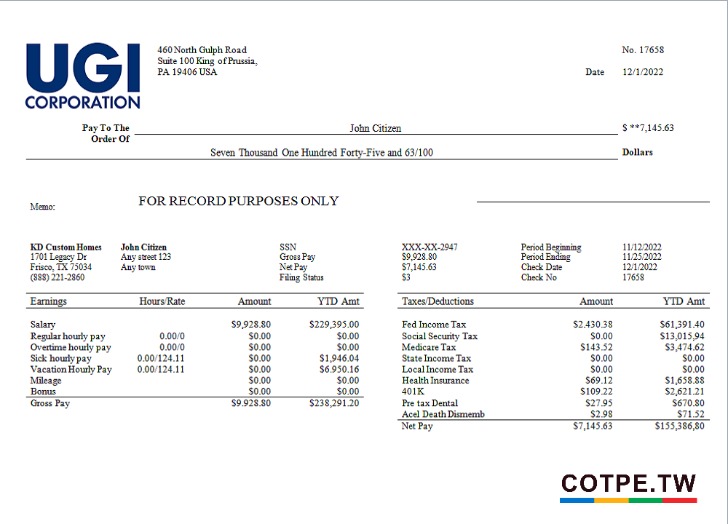 UGI
CORPORATION
460 North Gulph Road
Suite 100 King of Prussia,
PA 19406 USA
No. 17658
Date 12/1/2022
Pay To The
Order Of
John Citizen
$ **7,145.63
Seven Thousand One Hundred Forty-Five and 63/100
Dollars
Memo:
FOR RECORD PURPOSES ONLY
KD Custom Homes John Citizen SSN XXX-XX-2947 Period Beginning 11/12/2022
1701 Legacy Dr Any street 123 Gross Pay $9,928.80 Period Ending 11/25/2022
Frisco, TX 75034 Any town Net Pay $7,145.63 Check Date 12/1/2022
(888) 221-2860 Filing Status $3 Check No 17658
Earnings Hours/Rate Amount YTD Amt Taxes/Deductions Amount YTD Amt
Salary $9,928.80 $229,395.00 Fed Income Tax $2.430.38 $61,391.40
Regular hourly pay 0.00/0 $0.00 $0.00 Social Security Tax $0.00 $13,015,94
Overtime hourly pay 0.00/0 $0.00 $0.00 Medicare Tax $143.52 $3,474.62
Sick hourly pay 0.00/124.11 $0.00 $1,946.04 State Income Tax $0.00 $0.00
Vacation Hourly Pay 0.00/124.11 $0.00 $6.950.16 Local Income Tax $0.00 $0.00
Mileage $0.00 $0.00 Health Insurance $69.12 $1,658.88
Bonus $0.00 $0.00 401K $109.22 $2,621.21
Gross Pay $9.928.80 $238,291.20 Pre tax Dental $27.95 $670.80
Acel Death Dismemb $2.98 $71.52
Net Pay $7,145.63 $155,386,80
COTPE.TW